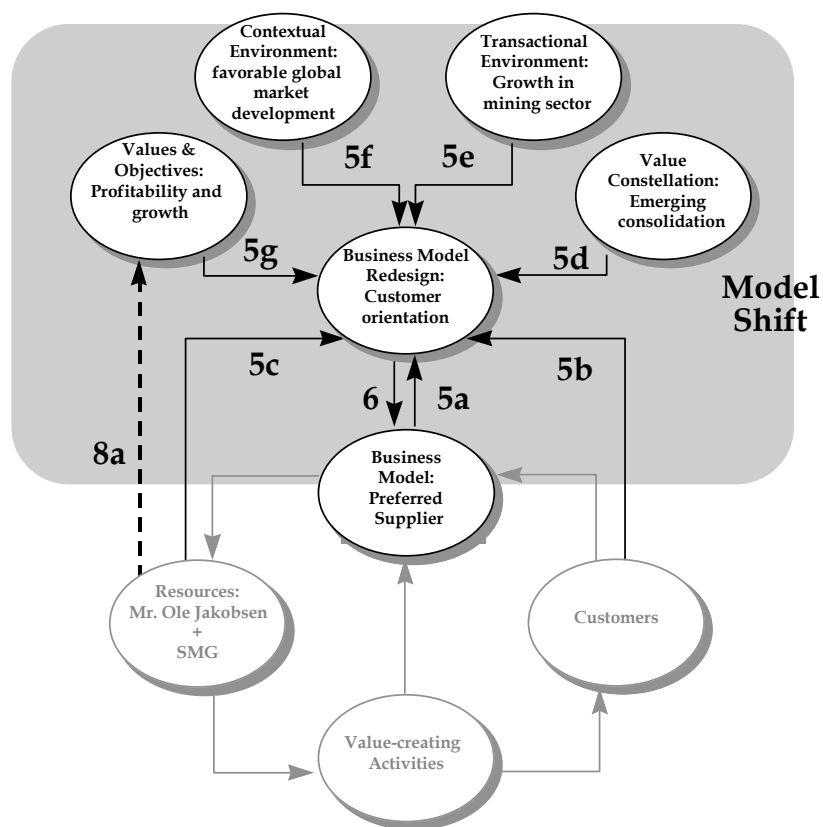 Contextual
Environment:
favorable global
market
development
Transactional
Environment:
Growth in
mining sector
Values &
Objectives:
Profitability and
growth
Value
Constellation:
Emerging
consolidation
5f
5e
5g
5d
Business Model
Redesign:
Customer
orientation
Model
Shift
5c
5b
6
5a
8a
Business
Model:
Preferred
Supplier
Resources:
Mr. Ole Jakobsen
+
SMG
Customers
Value-creating
Activities